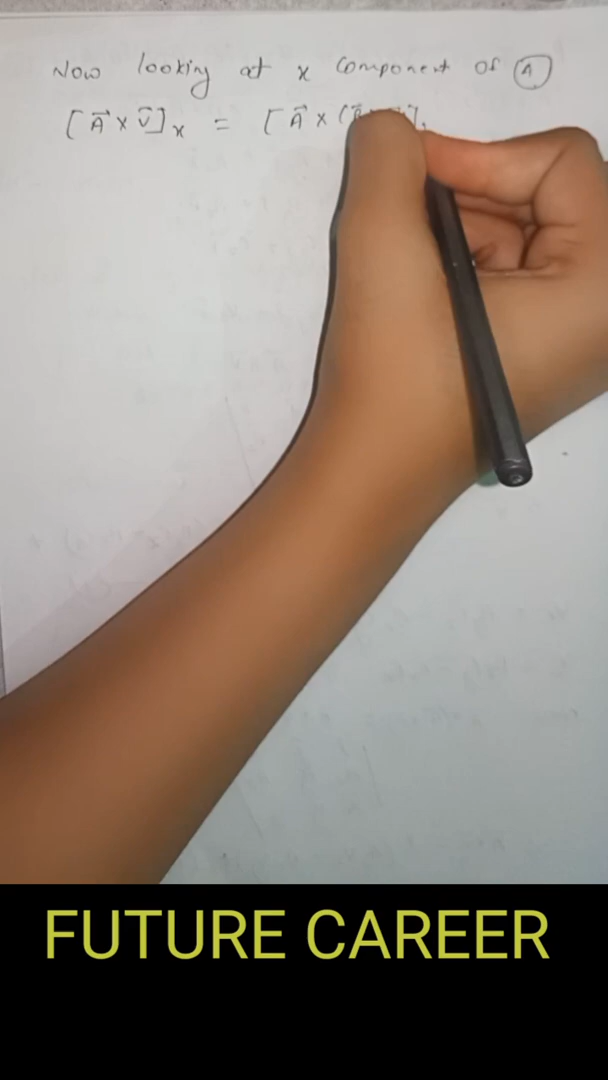 Now looking at x component of (A)
[A⃗ × V⃗]ₓ = [A⃗ × (
FUTURE CAREER